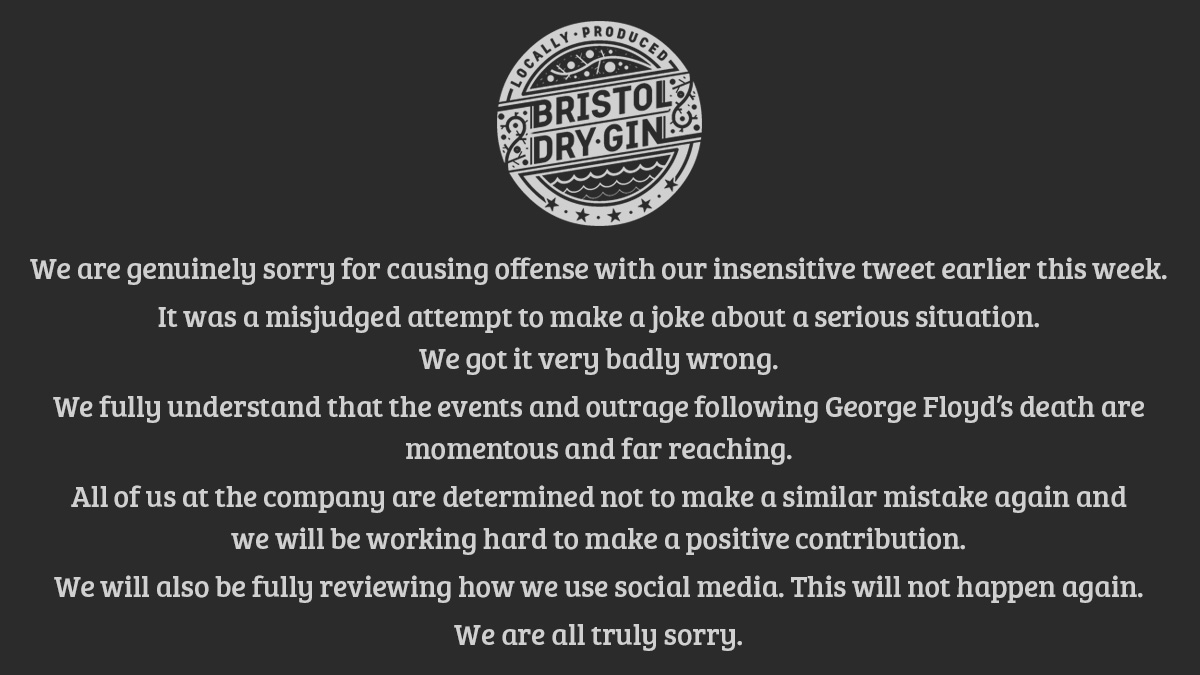 LOCALLY · PRODUCED
BRISTOL
DRY·GIN
We are genuinely sorry for causing offense with our insensitive tweet earlier this week.
It was a misjudged attempt to make a joke about a serious situation.
We got it very badly wrong.
We fully understand that the events and outrage following George Floyd’s death are
momentous and far reaching.
All of us at the company are determined not to make a similar mistake again and
we will be working hard to make a positive contribution.
We will also be fully reviewing how we use social media. This will not happen again.
We are all truly sorry.